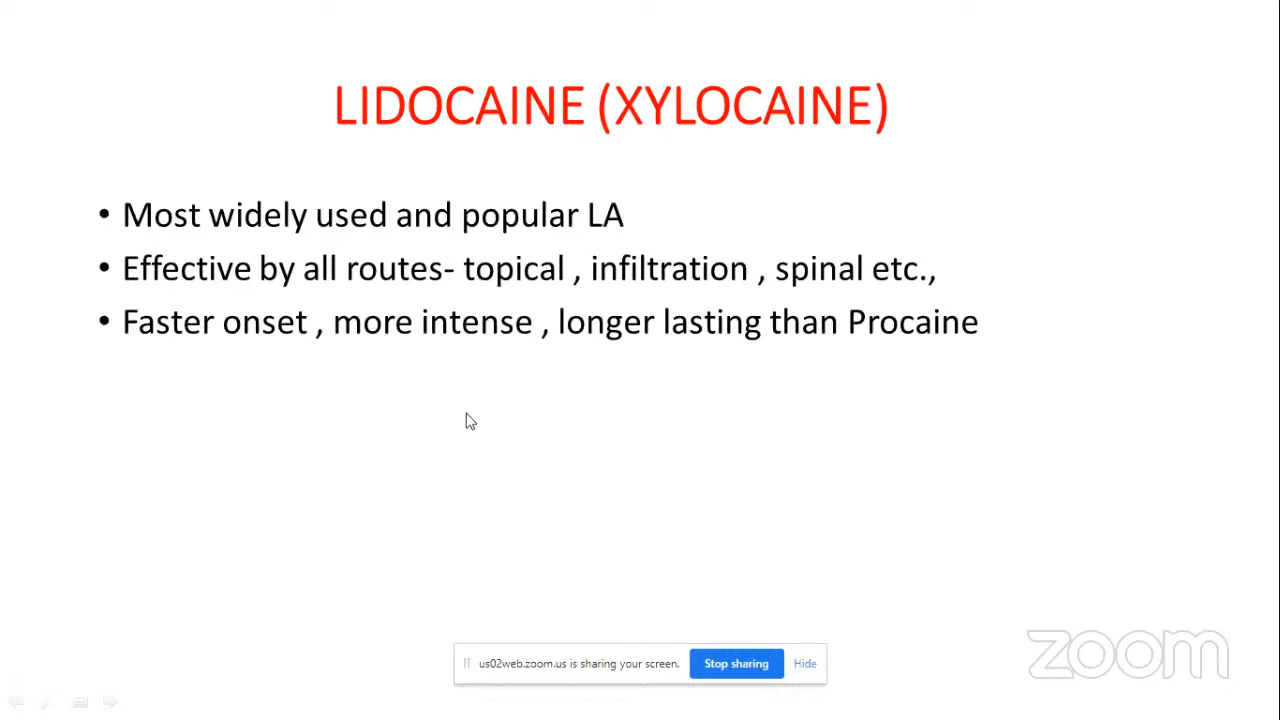 LIDOCAINE (XYLOCAINE)
• Most widely used and popular LA
• Effective by all routes- topical , infiltration , spinal etc.,
• Faster onset , more intense , longer lasting than Procaine
us02web.zoom.us is sharing your screen. Stop sharing Hide
zoom